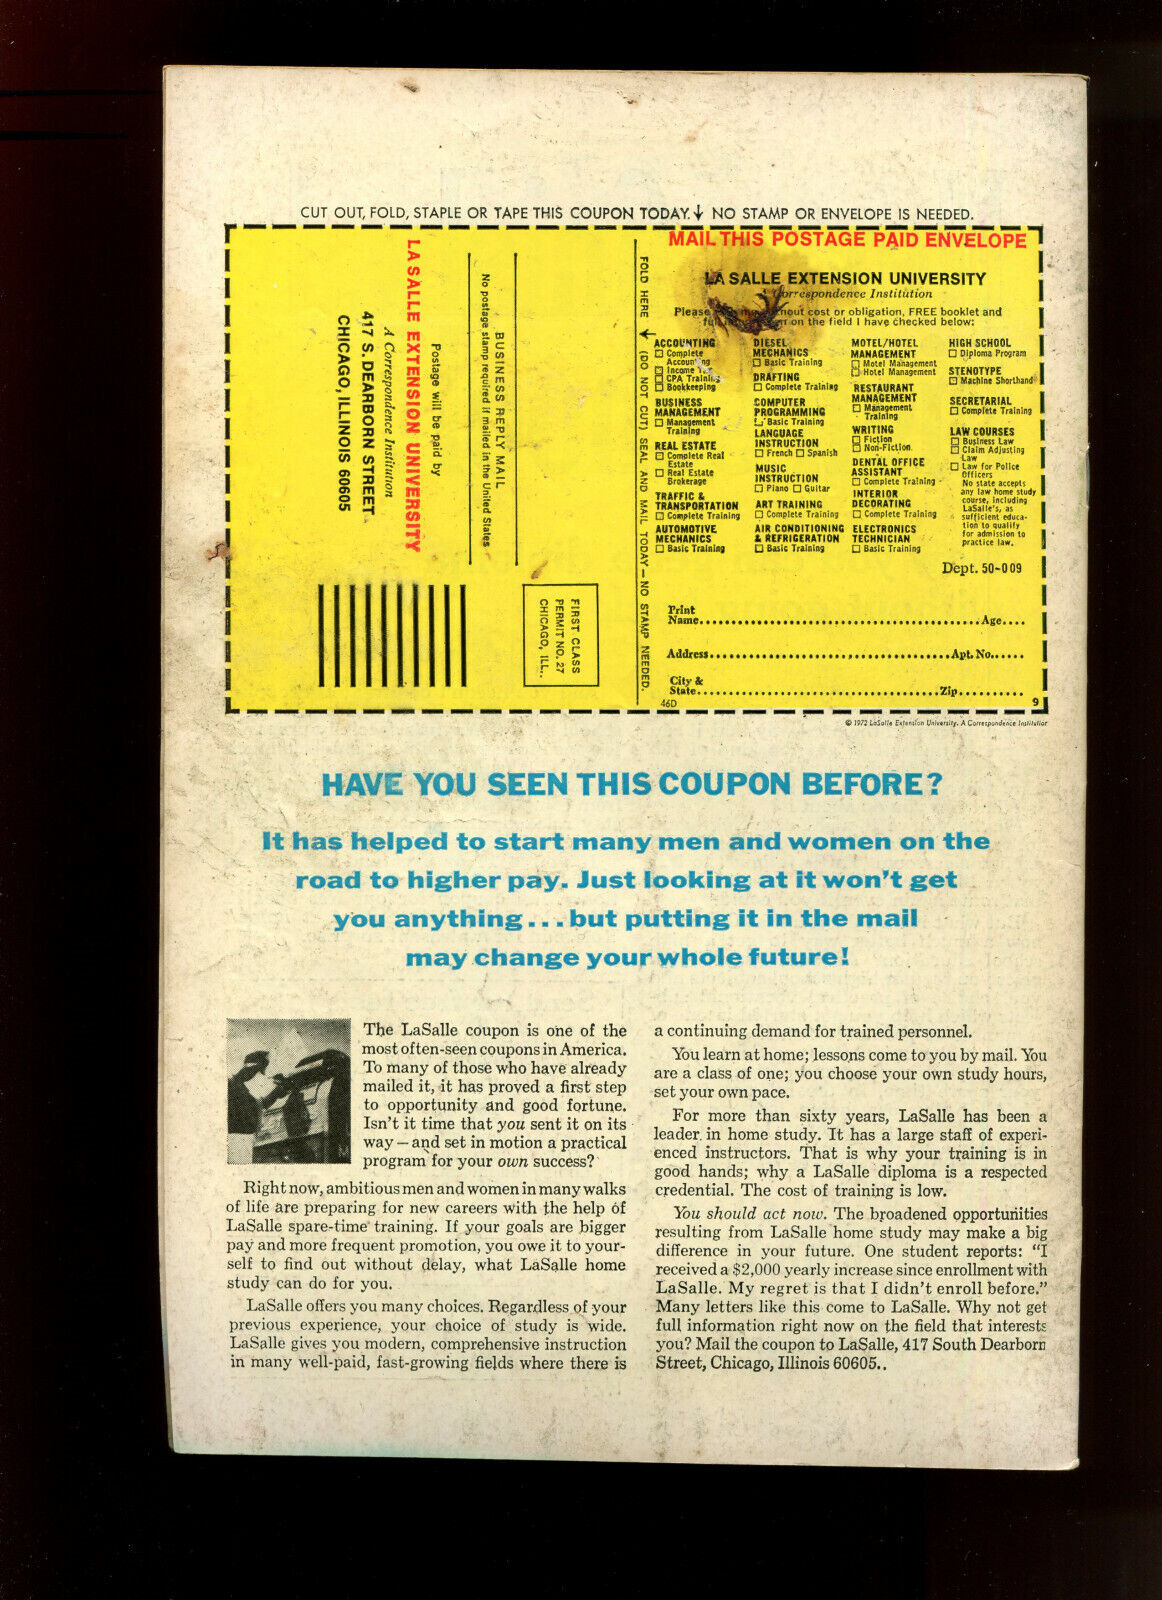 CUT OUT, FOLD, STAPLE OR TAPE THIS COUPON TODAY. ↓ NO STAMP OR ENVELOPE IS NEEDED.
FIRST CLASS
PERMIT NO. 27
CHICAGO, ILL.
BUSINESS REPLY MAIL
No postage stamp required if mailed in the United States
Postage will be paid by
LA SALLE EXTENSION UNIVERSITY
A Correspondence Institution
417 S. DEARBORN STREET
CHICAGO, ILLINOIS 60605
FOLD HERE → (DO NOT CUT) SEAL AND MAIL TODAY — NO STAMP NEEDED.
MAIL THIS POSTAGE PAID ENVELOPE
LA SALLE EXTENSION UNIVERSITY
Correspondence Institution
Please cost or obligation, FREE booklet and
on the field I have checked below:
ACCOUNTING
☐ Complete
Accounting
☐ Income
☐ CPA Training
☐ Bookkeeping
BUSINESS
MANAGEMENT
☐ Management
Training
REAL ESTATE
☐ Complete Real
Estate
☐ Real Estate
Brokerage
TRAFFIC &
TRANSPORTATION
☐ Complete Training
AUTOMOTIVE
MECHANICS
☐ Basic Training
DIESEL
MECHANICS
☐ Basic Training
DRAFTING
☐ Complete Training
COMPUTER
PROGRAMMING
☐ Basic Training
LANGUAGE
INSTRUCTION
☐ French ☐ Spanish
MUSIC
INSTRUCTION
☐ Piano ☐ Guitar
ART TRAINING
☐ Complete Training
AIR CONDITIONING
& REFRIGERATION
☐ Basic Training
MOTEL/HOTEL
MANAGEMENT
☐ Motel Management
☐ Hotel Management
RESTAURANT
MANAGEMENT
☐ Management
Training
WRITING
☐ Fiction
☐ Non-Fiction
DENTAL OFFICE
ASSISTANT
☐ Complete Training
INTERIOR
DECORATING
☐ Complete Training
ELECTRONICS
TECHNICIAN
☐ Basic Training
HIGH SCHOOL
☐ Diploma Program
STENOTYPE
☐ Machine Shorthand
SECRETARIAL
☐ Complete Training
LAW COURSES
☐ Business Law
☐ Claim Adjusting
Law
☐ Law for Police
Officers
No state accepts
any law home study
course, including
LaSalle's, as
sufficient educa-
tion to qualify
for admission to
practice law.
Dept. 50-009
Print
Name........Age....
Address........Apt. No......
City &
State........Zip..........
46D 9
© 1972 LaSalle Extension University. A Correspondence Institution
HAVE YOU SEEN THIS COUPON BEFORE?
It has helped to start many men and women on the
road to higher pay. Just looking at it won't get
you anything...but putting it in the mail
may change your whole future!
The LaSalle coupon is one of the
most often-seen coupons in America.
To many of those who have already
mailed it, it has proved a first step
to opportunity and good fortune.
Isn't it time that you sent it on its
way — and set in motion a practical
program for your own success?
Right now, ambitious men and women in many walks
of life are preparing for new careers with the help of
LaSalle spare-time training. If your goals are bigger
pay and more frequent promotion, you owe it to your-
self to find out without delay, what LaSalle home
study can do for you.
LaSalle offers you many choices. Regardless of your
previous experience, your choice of study is wide.
LaSalle gives you modern, comprehensive instruction
in many well-paid, fast-growing fields where there is
a continuing demand for trained personnel.
You learn at home; lessons come to you by mail. You
are a class of one; you choose your own study hours,
set your own pace.
For more than sixty years, LaSalle has been a
leader in home study. It has a large staff of experi-
enced instructors. That is why your training is in
good hands; why a LaSalle diploma is a respected
credential. The cost of training is low.
You should act now. The broadened opportunities
resulting from LaSalle home study may make a big
difference in your future. One student reports: "I
received a $2,000 yearly increase since enrollment with
LaSalle. My regret is that I didn't enroll before."
Many letters like this come to LaSalle. Why not get
full information right now on the field that interests
you? Mail the coupon to LaSalle, 417 South Dearborn
Street, Chicago, Illinois 60605..